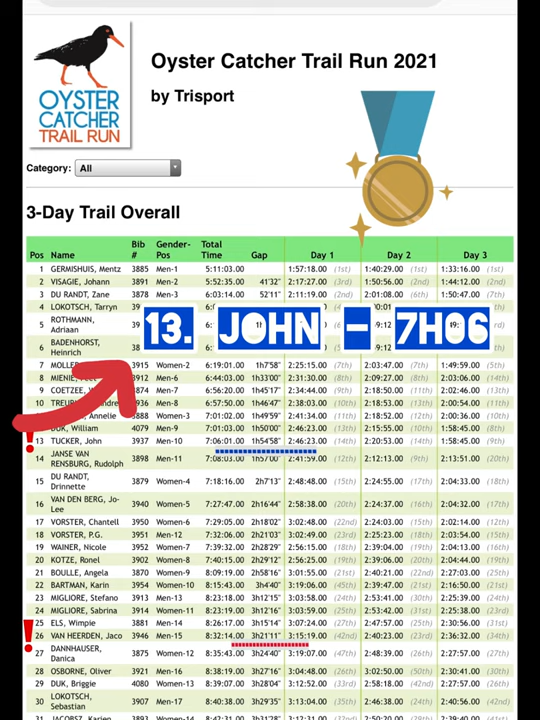 Oyster Catcher Trail Run 2021
by Trisport
OYSTER
CATCHER
TRAIL RUN
Category: All
3-Day Trail Overall
Pos Name Bib # Gender-Pos Total Time Gap Day 1 Day 2 Day 3
1 GERMISHUIS, Mentz 3885 Men-1 5:11:03.00 1:57:18.00 (1st) 1:40:29.00 (1st) 1:33:16.00 (1st)
2 VISAGIE, Johann 3891 Men-2 5:52:35.00 41'32" 2:17:27.00 (3rd) 1:50:56.00 (2nd) 1:44:12.00 (2nd)
3 DU RANDT, Zane 3878 Men-3 6:03:14.00 52'11" 2:11:19.00 (2nd) 2:01:08.00 (6th) 1:50:47.00 (7th)
4 LOKOTSCH, Tarryn
5 ROTHMANN, Adriaan
6 BADENHORST, Heinrich
13. JOHN – 7H06
7 3915 Women-2 6:19:01.00 1h7'58" 2:25:15.00 (7th) 2:03:47.00 (7th) 1:49:59.00 (5th)
8 3912 Men-6 6:44:03.00 1h33'00" 2:31:30.00 (8th) 2:09:27.00 (8th) 2:03:06.00 (14th)
9 COETZEE, Men-7 6:56:20.00 1h45'17" 2:34:44.00 (9th) 2:18:50.00 (11th) 2:02:46.00 (13th)
10 Men-8 6:57:50.00 1h46'47" 2:38:03.00 (10th) 2:18:53.00 (12th) 2:00:54.00 (11th)
Annelie 3888 Women-3 7:01:02.00 1h49'59" 2:41:34.00 (11th) 2:18:52.00 (12th) 2:00:36.00 (10th)
DUK, William 4079 Men-9 7:01:03.00 1h50'00" 2:46:23.00 (13th) 2:15:55.00 (10th) 1:58:45.00 (8th)
13 TUCKER, John 3937 Men-10 7:06:01.00 1h54'58" 2:46:23.00 (14th) 2:20:53.00 (14th) 1:58:45.00 (9th)
14 JANSE VAN RENSBURG, Rudolph 3898 Men-11 7:08:03.00 1h57'00" 2:41:59.00 (12th) 2:12:13.00 (9th) 2:13:51.00 (20th)
15 DU RANDT, Drinnette 3879 Women-4 7:18:16.00 2h7'13" 2:48:48.00 (15th) 2:24:55.00 (17th) 2:04:33.00 (18th)
16 VAN DEN BERG, Jo-Lee 3940 Women-5 7:27:47.00 2h16'44" 2:58:38.00 (20th) 2:24:37.00 (16th) 2:04:32.00 (17th)
17 VORSTER, Chantell 3950 Women-6 7:29:05.00 2h18'02" 3:02:48.00 (22nd) 2:24:03.00 (15th) 2:02:14.00 (12th)
18 VORSTER, P.G. 3951 Men-12 7:32:06.00 2h21'03" 3:02:49.00 (23rd) 2:25:23.00 (18th) 2:03:54.00 (15th)
19 WAINER, Nicole 3952 Women-7 7:39:32.00 2h28'29" 2:56:15.00 (18th) 2:39:04.00 (19th) 2:04:13.00 (16th)
20 KOTZE, Ronel 3902 Women-8 7:40:15.00 2h29'12" 2:56:25.00 (19th) 2:39:06.00 (20th) 2:04:44.00 (19th)
21 BOULLE, Angela 3870 Women-9 8:09:19.00 2h58'16" 3:01:55.00 (21st) 2:40:21.00 (22nd) 2:27:03.00 (25th)
22 BARTMAN, Karin 3954 Women-10 8:15:43.00 3h4'40" 3:19:06.00 (45th) 2:39:47.00 (21st) 2:16:50.00 (21st)
23 MIGLIORE, Stefano 3913 Men-13 8:23:18.00 3h12'15" 3:03:58.00 (24th) 2:53:41.00 (30th) 2:25:39.00 (24th)
24 MIGLIORE, Sabrina 3914 Women-11 8:23:19.00 3h12'16" 3:03:59.00 (25th) 2:53:42.00 (31st) 2:25:38.00 (23rd)
25 ELS, Wimpie 3881 Men-14 8:26:17.00 3h15'14" 3:07:24.00 (27th) 2:47:57.00 (25th) 2:30:56.00 (31st)
26 VAN HEERDEN, Jaco 3946 Men-15 8:32:14.00 3h21'11" 3:15:19.00 (42nd) 2:40:23.00 (23rd) 2:36:32.00 (34th)
27 DANNHAUSER, Danica 3875 Women-12 8:35:43.00 3h24'40" 3:19:07.00 (47th) 2:48:39.00 (26th) 2:27:57.00 (27th)
28 OSBORNE, Oliver 3921 Men-16 8:38:19.00 3h27'16" 3:04:48.00 (26th) 3:02:50.00 (50th) 2:30:41.00 (30th)
29 DUK, Briggie 4080 Women-13 8:39:07.00 3h28'04" 3:12:52.00 (33rd) 2:58:18.00 (42nd) 2:27:57.00 (26th)
30 LOKOTSCH, Sebastian 3907 Men-17 8:40:38.00 3h29'35" 3:13:04.00 (35th) 2:46:38.00 (24th) 2:40:56.00 (42nd)